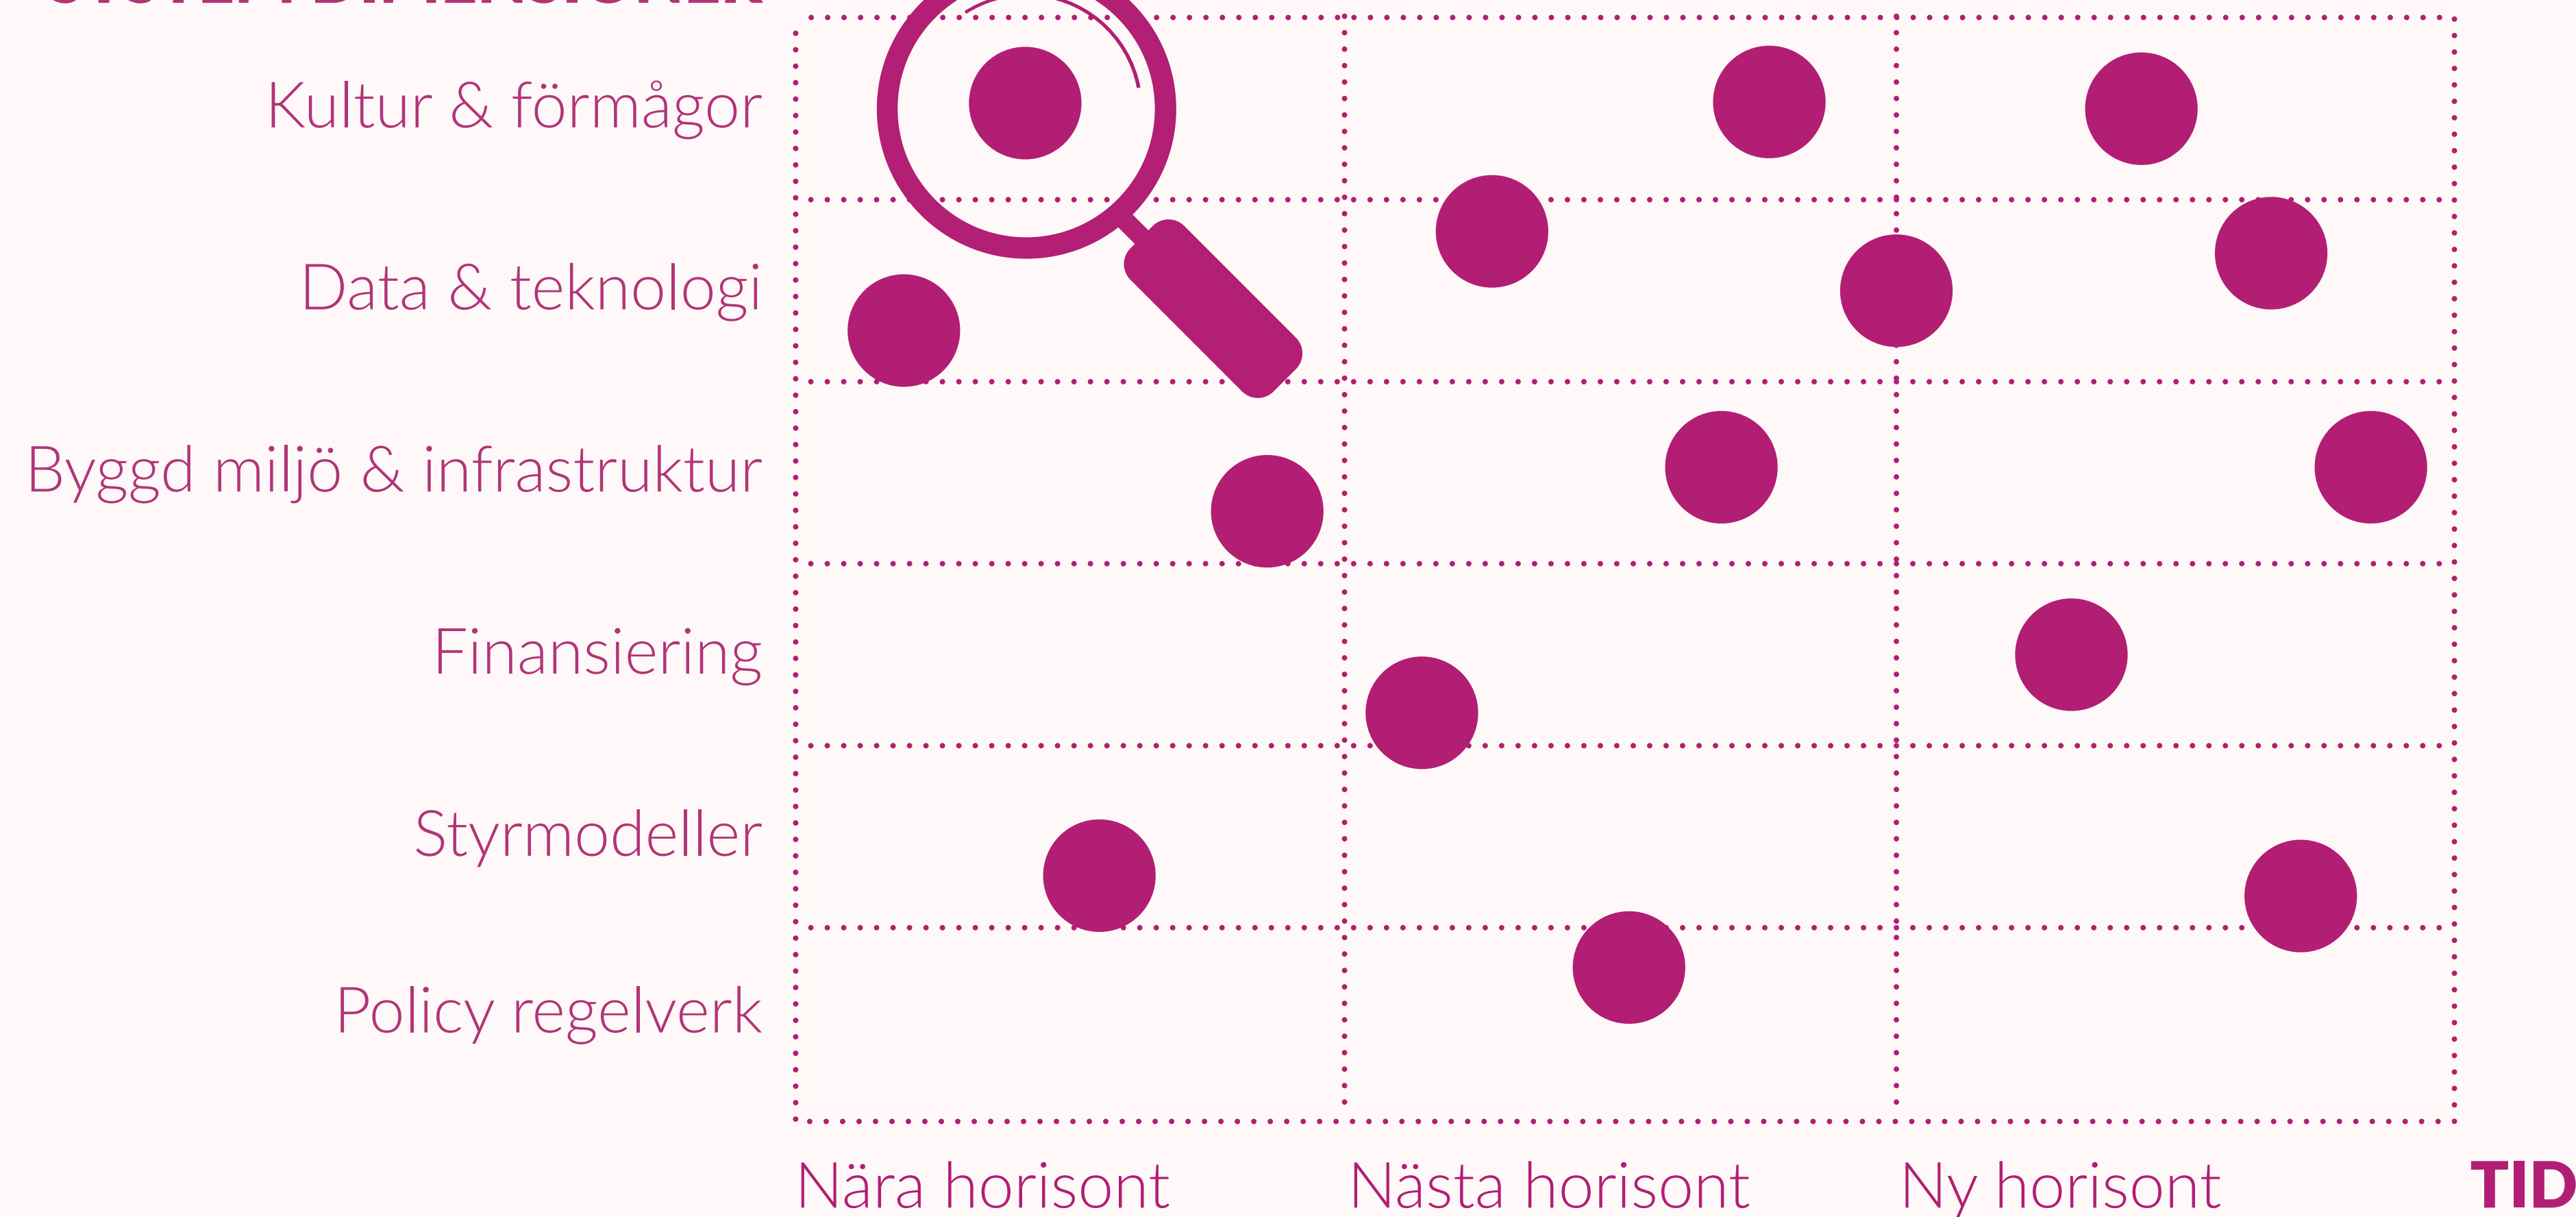 Kultur & förmågor
Data & teknologi
Byggd miljö & infrastruktur
Finansiering
Styrmodeller
Policy regelverk
Nära horisont
Nästa horisont
Ny horisont
TID